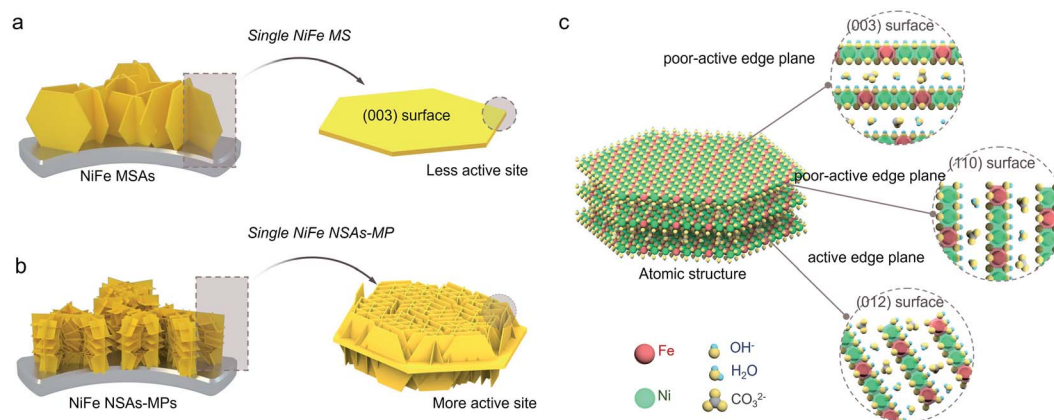 a
Single NiFe MS
(003) surface
NiFe MSAs
Less active site
b
Single NiFe NSAs-MP
NiFe NSAs-MPs
More active site
c
(003) surface
poor-active edge plane
(110) surface
poor-active edge plane
active edge plane
Atomic structure
(012) surface
Fe
Ni
OH-
H2O
CO3 2-